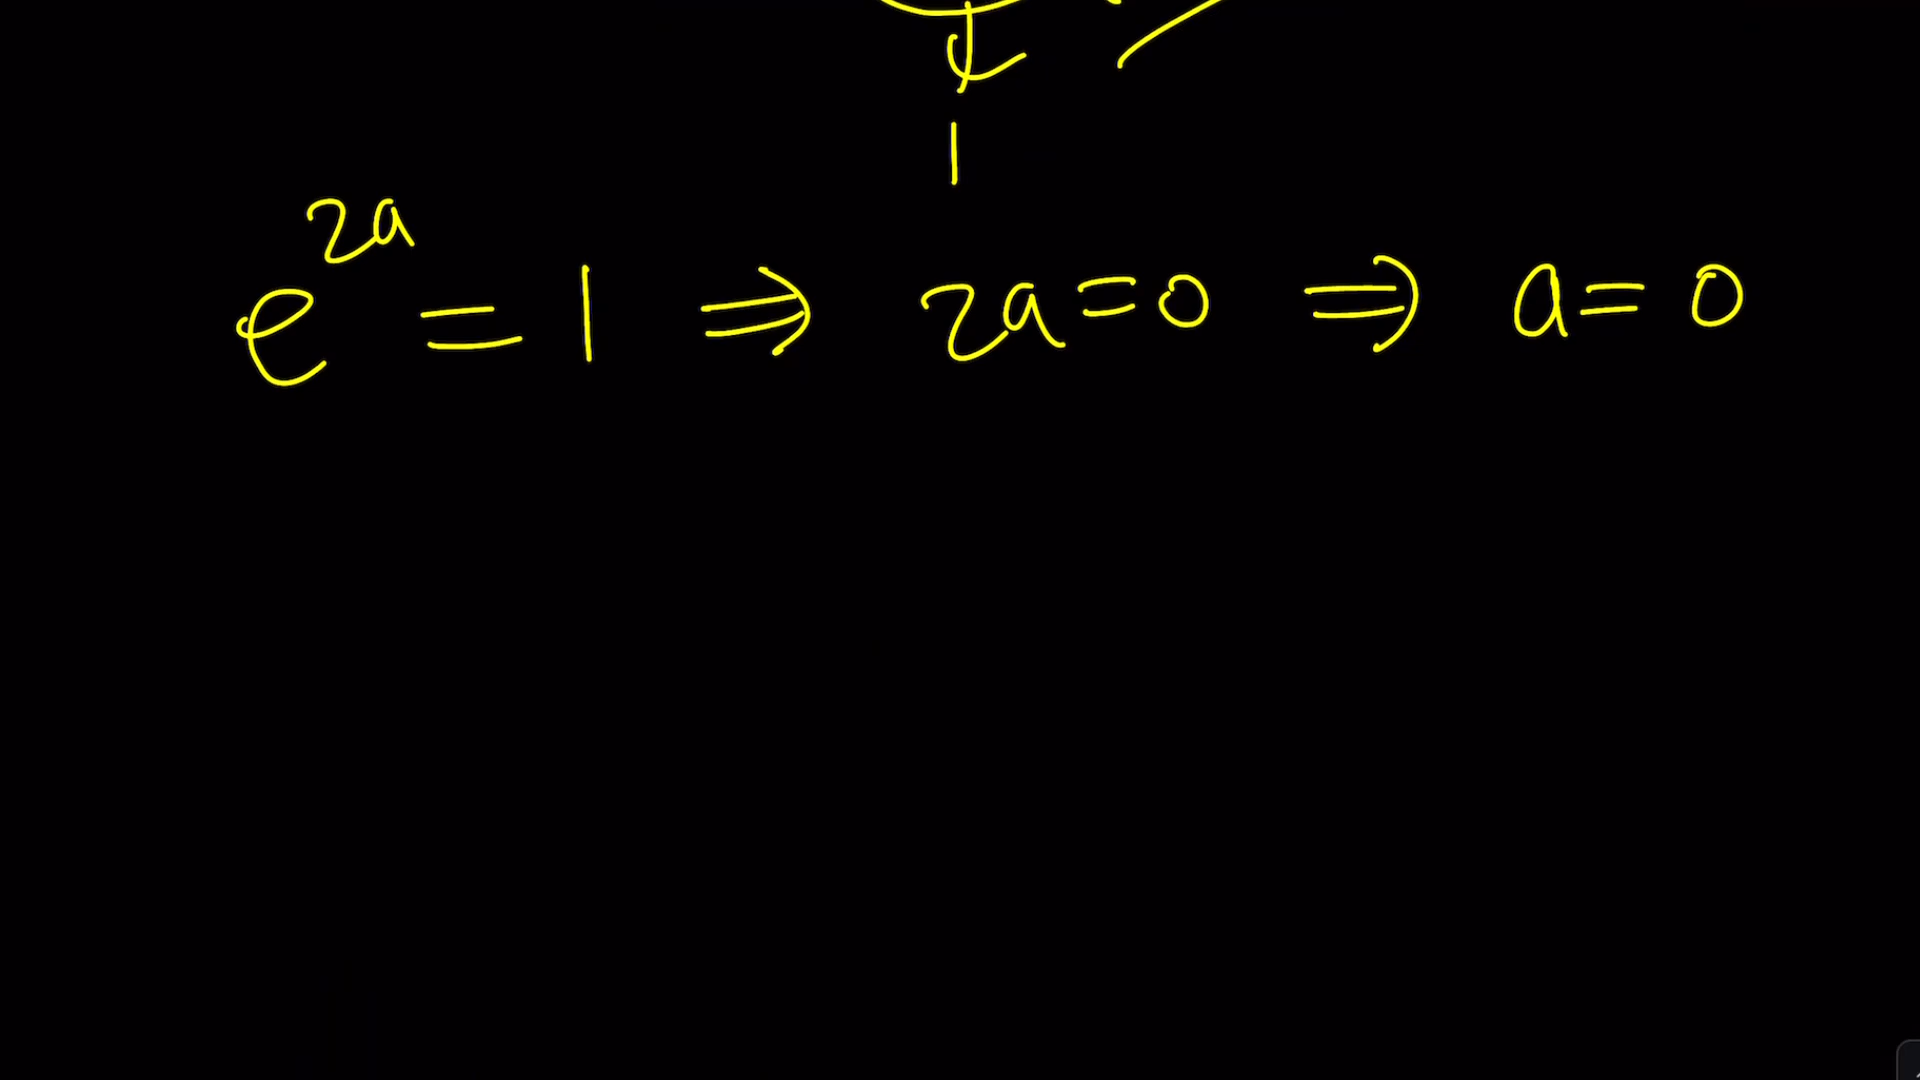 1
e^{2a} = 1 ⇒ 2a = 0 ⇒ a = 0